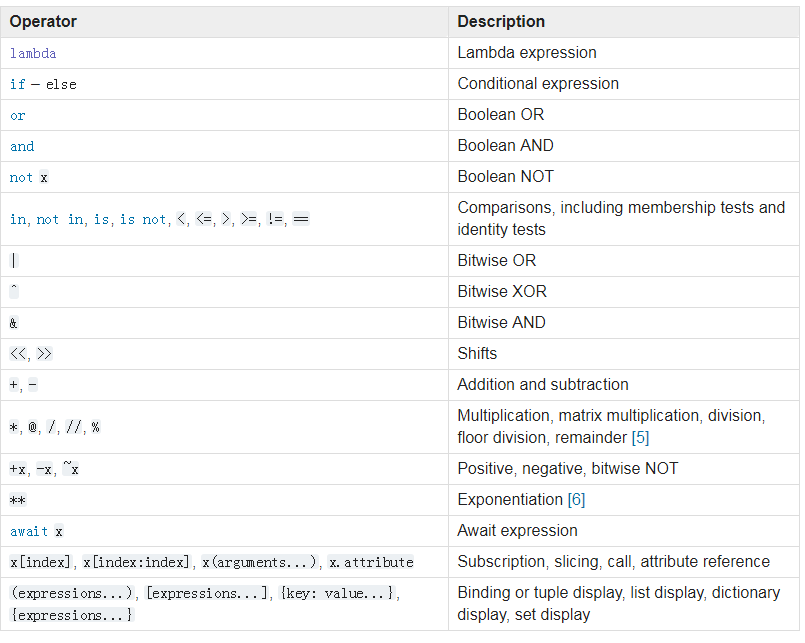 Operator Description
lambda Lambda expression
if – else Conditional expression
or Boolean OR
and Boolean AND
not x Boolean NOT
in, not in, is, is not, <, <=, >, >=, !=, == Comparisons, including membership tests and
identity tests
| Bitwise OR
^ Bitwise XOR
& Bitwise AND
<<, >> Shifts
+, - Addition and subtraction
*, @, /, //, % Multiplication, matrix multiplication, division,
floor division, remainder [5]
+x, -x, ~x Positive, negative, bitwise NOT
** Exponentiation [6]
await x Await expression
x[index], x[index:index], x(arguments...), x.attribute Subscription, slicing, call, attribute reference
(expressions...), [expressions...], {key: value...}, Binding or tuple display, list display, dictionary
{expressions...} display, set display